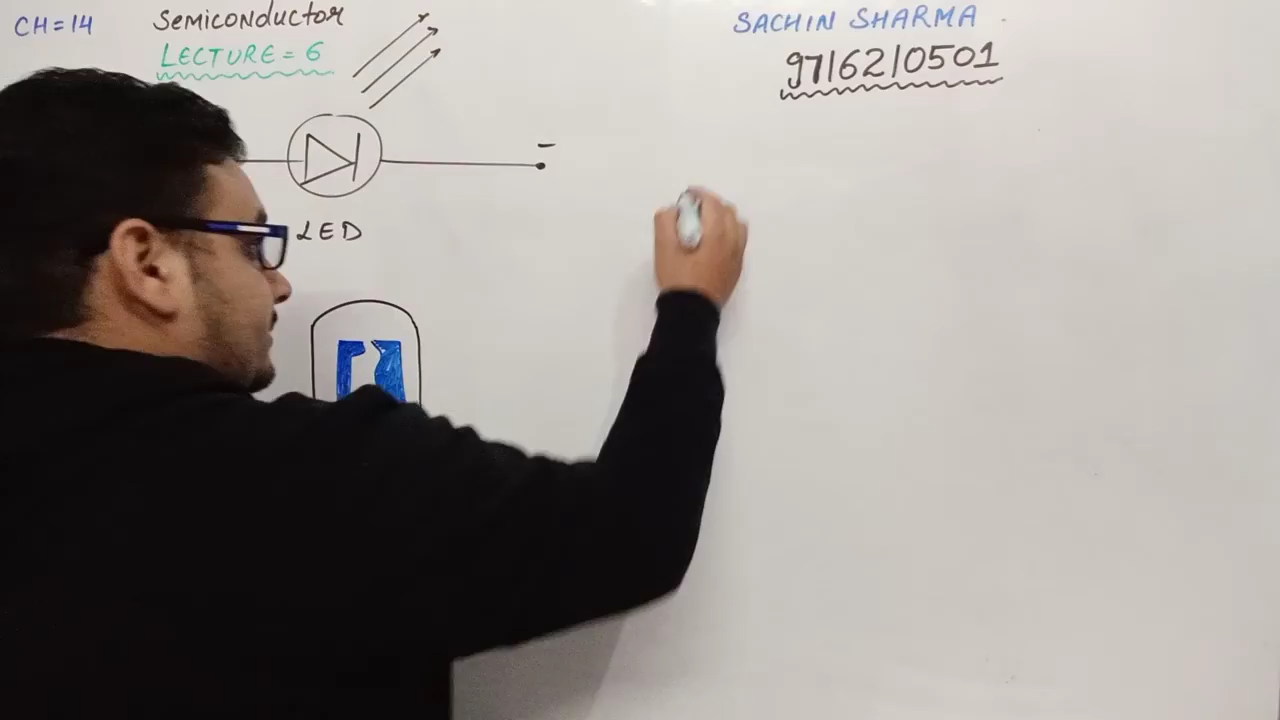 CH=14
Semiconductor
LECTURE = 6
SACHIN SHARMA
9716210501
-
LED